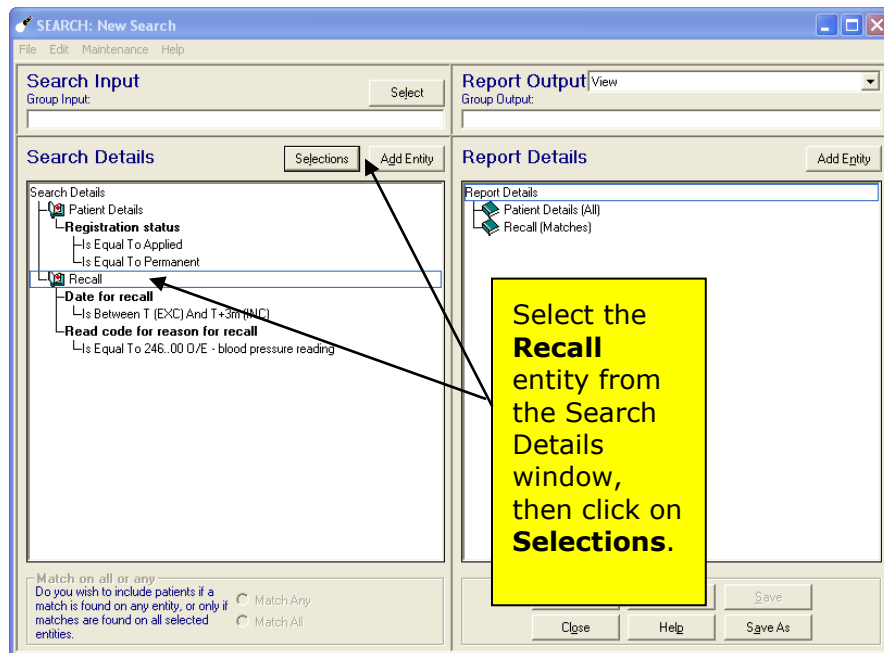 SEARCH: New Search
File Edit Maintenance Help
Search Input
Group Input:
Select
Report Output
View
Group Output:
Search Details
Selections
Add Entity
Report Details
Add Entity
Search Details
Patient Details
Registration status
Is Equal To Applied
Is Equal To Permanent
Recall
Date for recall
Is Between T (EXC) And T+3m (INC)
Read code for reason for recall
Is Equal To 246..00 O/E - blood pressure reading
Report Details
Patient Details (All)
Recall (Matches)
Select the
Recall
entity from
the Search
Details
window,
then click on
Selections.
Match on all or any
Do you wish to include patients if a
match is found on any entity, or only if
matches are found on all selected
entities.
Match Any
Match All
Save
Close
Help
Save As